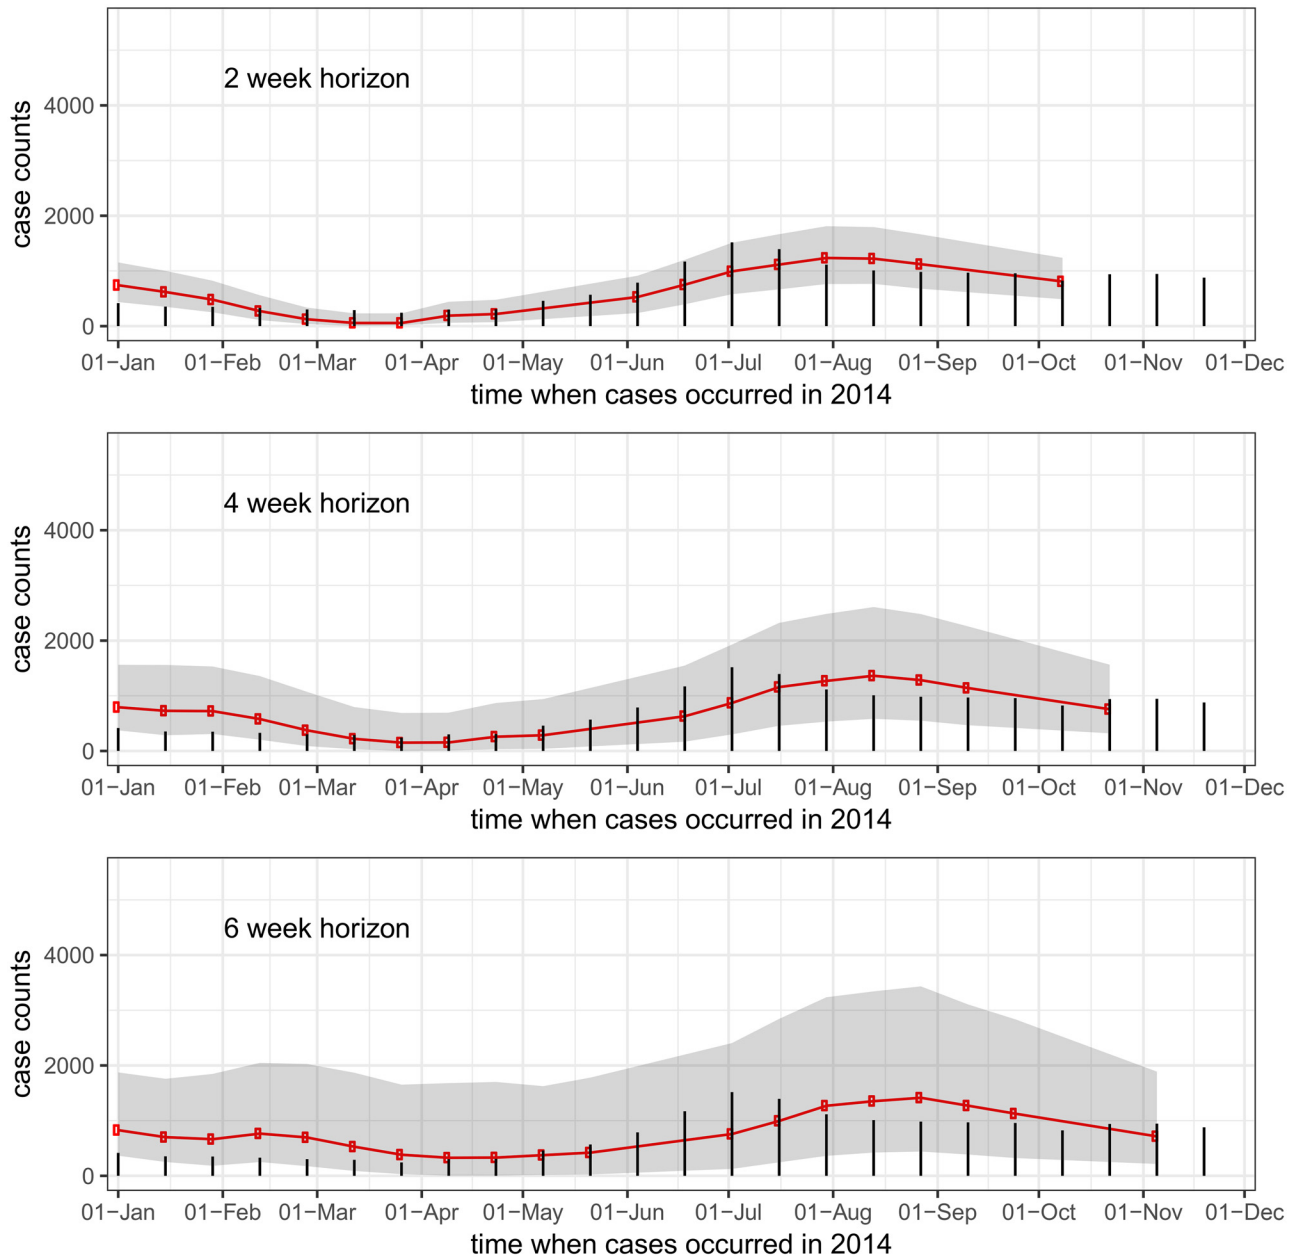 2 week horizon
case counts
4000
2000
0
01−Jan 01−Feb 01−Mar 01−Apr 01−May 01−Jun 01−Jul 01−Aug 01−Sep 01−Oct 01−Nov 01−Dec
time when cases occurred in 2014
4 week horizon
case counts
4000
2000
0
01−Jan 01−Feb 01−Mar 01−Apr 01−May 01−Jun 01−Jul 01−Aug 01−Sep 01−Oct 01−Nov 01−Dec
time when cases occurred in 2014
6 week horizon
case counts
4000
2000
0
01−Jan 01−Feb 01−Mar 01−Apr 01−May 01−Jun 01−Jul 01−Aug 01−Sep 01−Oct 01−Nov 01−Dec
time when cases occurred in 2014